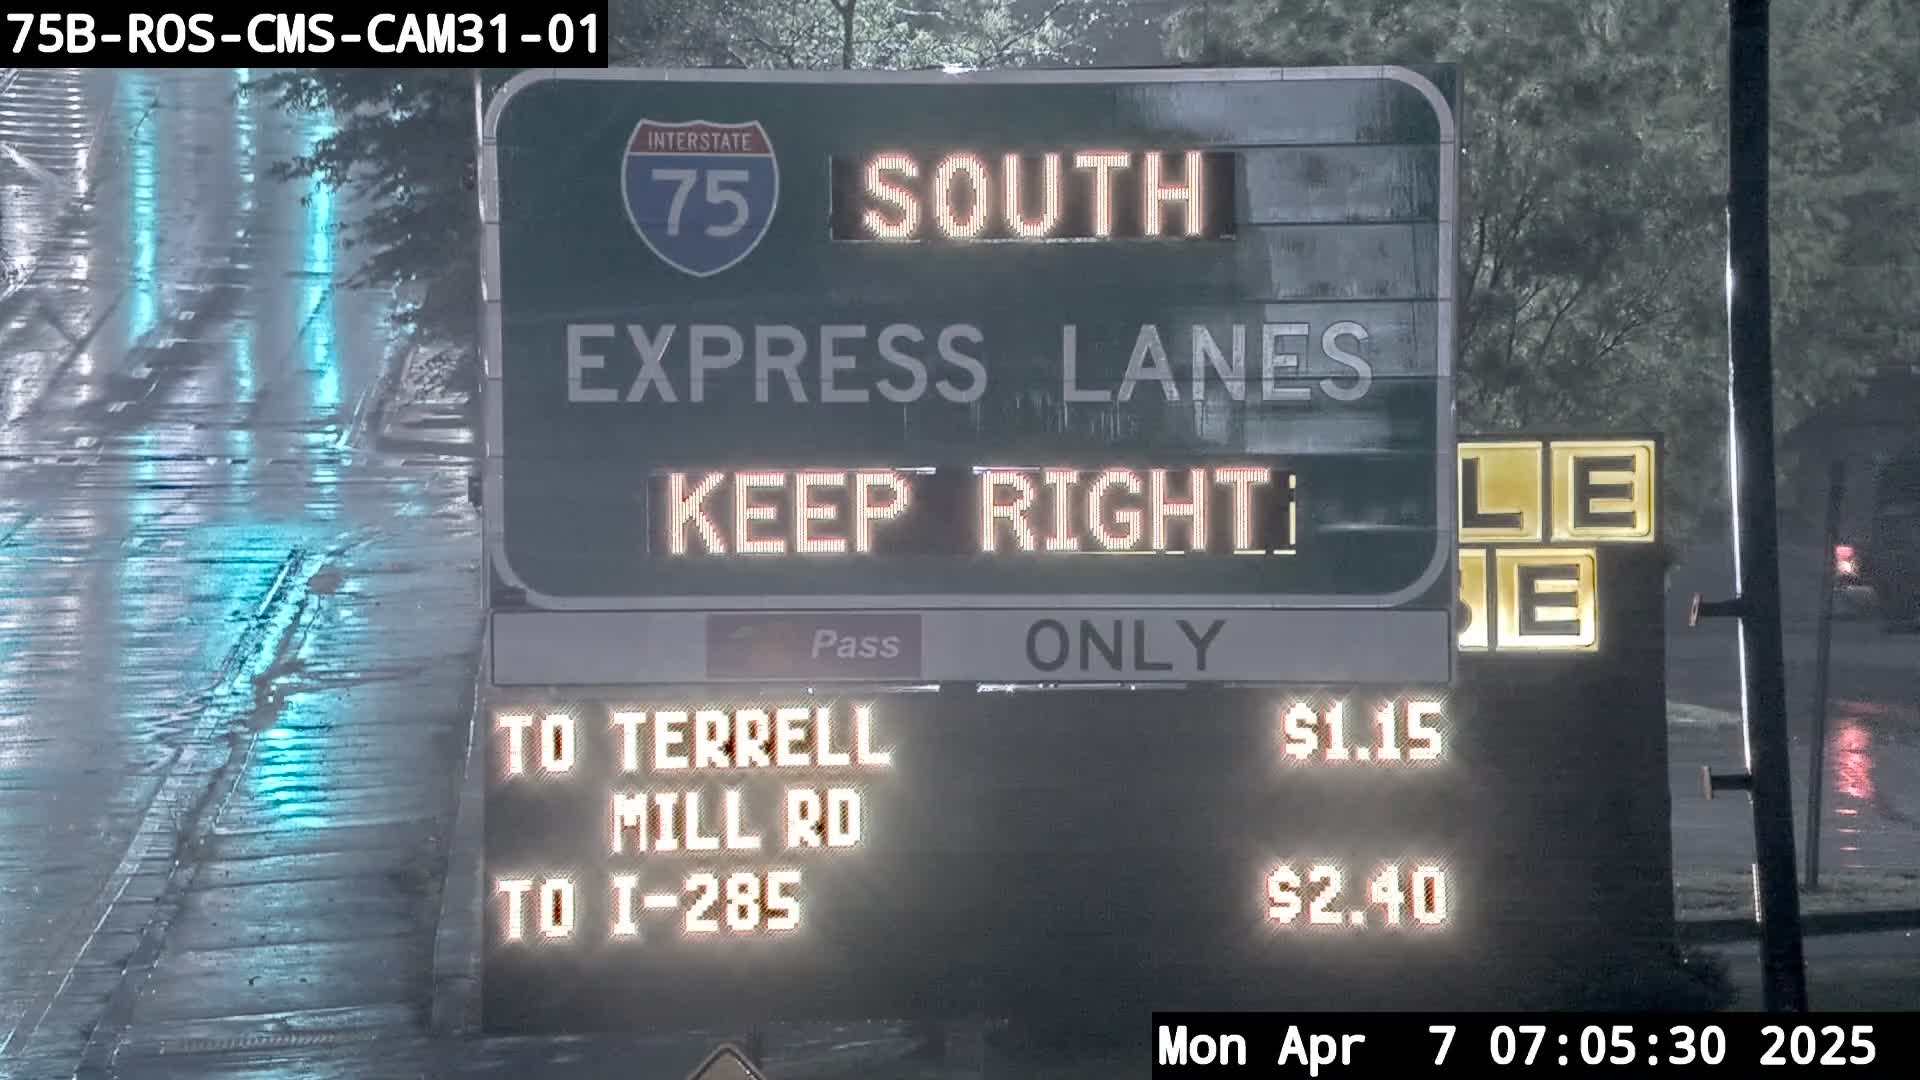 75B-ROS-CMS-CAM31-01
INTERSTATE
75
SOUTH
EXPRESS LANES
KEEP RIGHT
Pass ONLY
TO TERRELL $1.15
MILL RD
TO I-285 $2.40
LE
E
Mon Apr 7 07:05:30 2025